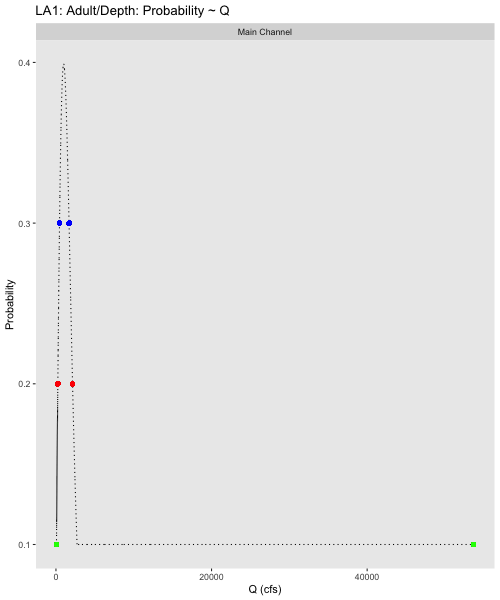 LA1: Adult/Depth: Probability ~ Q
Main Channel
0.4
0.3
0.2
0.1
Probability
0
20000
40000
Q (cfs)